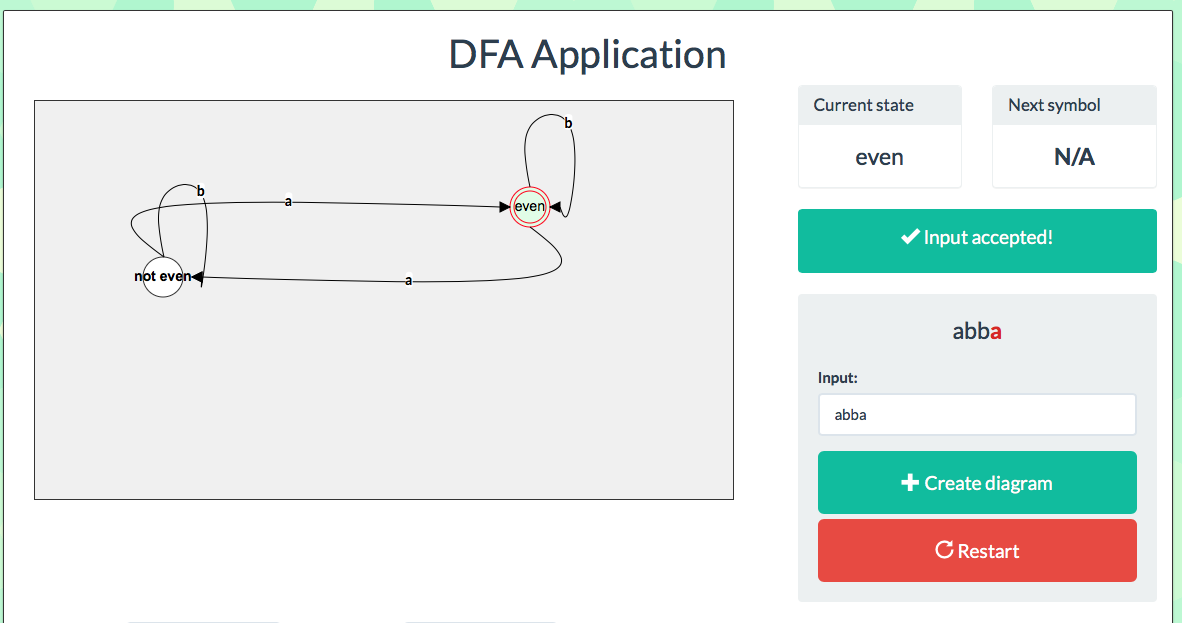 DFA Application
b
b
a
even
not even
a
Current state
even
Next symbol
N/A
Input accepted!
abba
Input:
abba
Create diagram
Restart